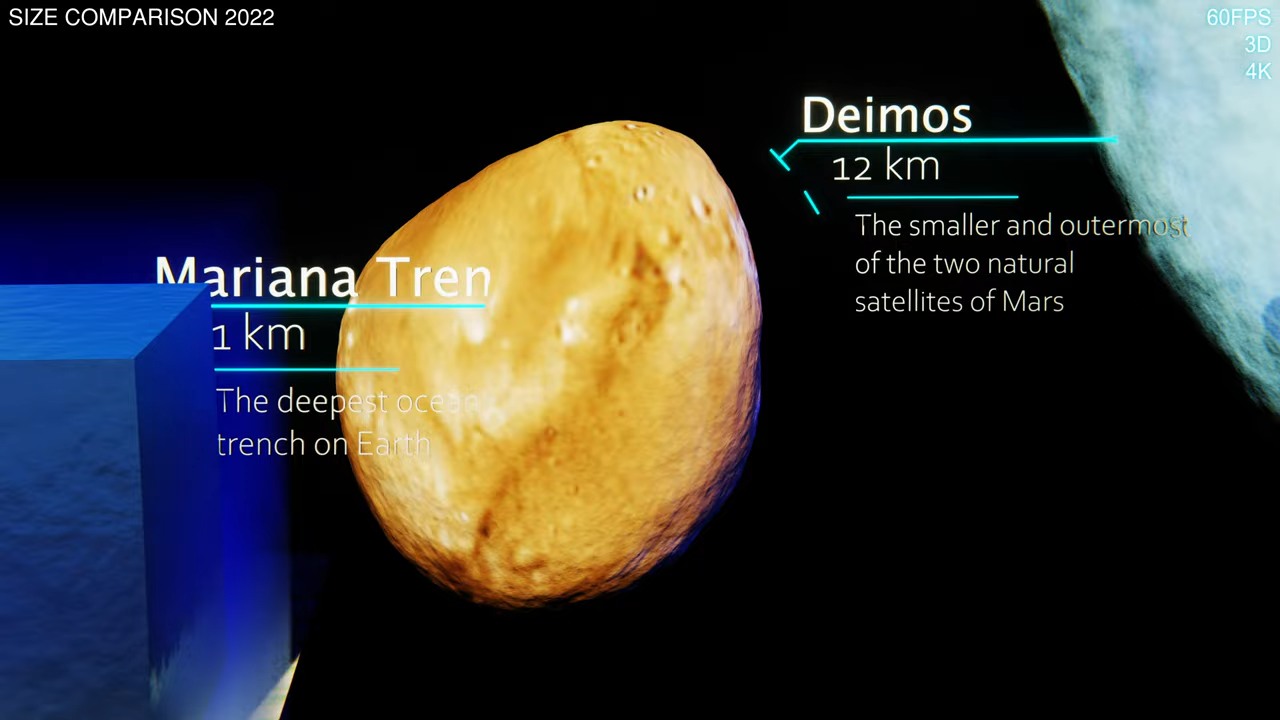 SIZE COMPARISON 2022
60FPS
3D
4K
Deimos
12 km
The smaller and outermost
of the two natural
satellites of Mars
Mariana Tren
1 km
The deepest ocean
trench on Earth